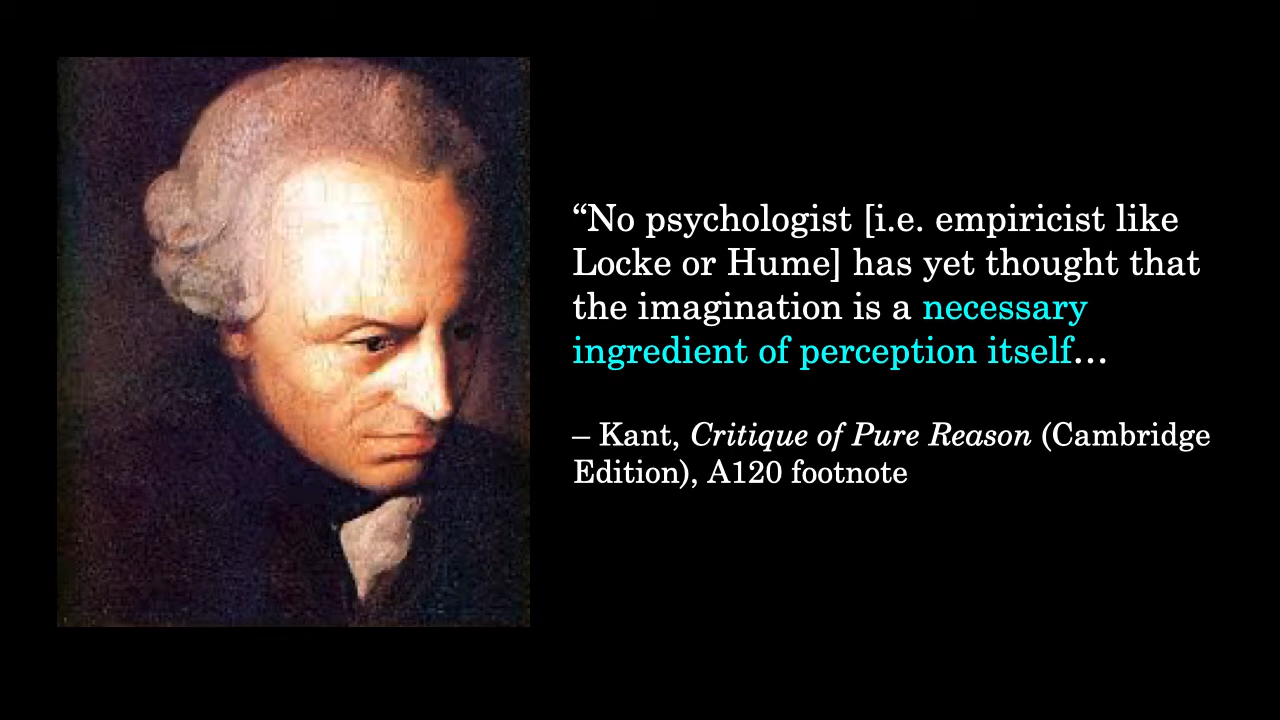 “No psychologist [i.e. empiricist like
Locke or Hume] has yet thought that
the imagination is a necessary
ingredient of perception itself…
– Kant, Critique of Pure Reason (Cambridge
Edition), A120 footnote